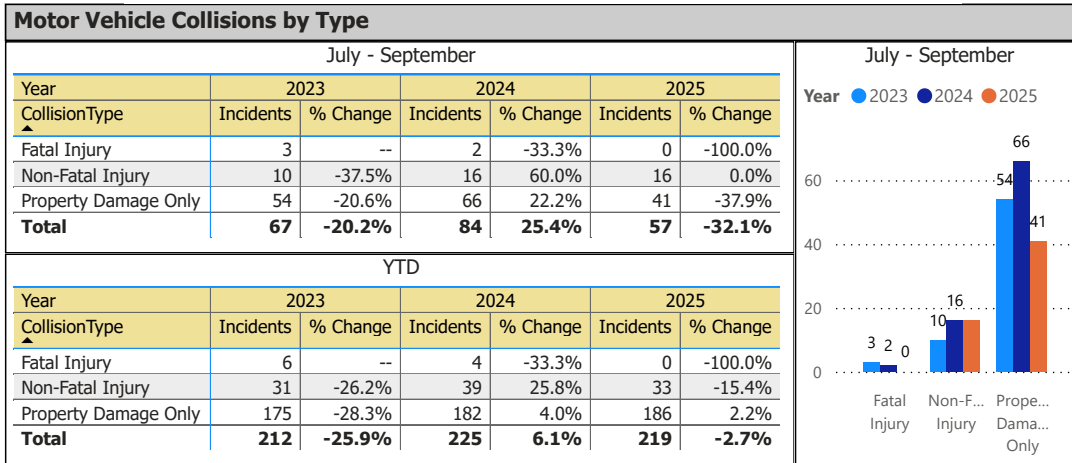 Motor Vehicle Collisions by Type
July - September
Year 2023 2024 2025
CollisionType Incidents % Change Incidents % Change Incidents % Change
Fatal Injury 3 -- 2 -33.3% 0 -100.0%
Non-Fatal Injury 10 -37.5% 16 60.0% 16 0.0%
Property Damage Only 54 -20.6% 66 22.2% 41 -37.9%
Total 67 -20.2% 84 25.4% 57 -32.1%
YTD
Year 2023 2024 2025
CollisionType Incidents % Change Incidents % Change Incidents % Change
Fatal Injury 6 -- 4 -33.3% 0 -100.0%
Non-Fatal Injury 31 -26.2% 39 25.8% 33 -15.4%
Property Damage Only 175 -28.3% 182 4.0% 186 2.2%
Total 212 -25.9% 225 6.1% 219 -2.7%
July - September
Year 2023 2024 2025
66
60
54
41
40
20
16
10
3 2 0
0
Fatal Non-F... Prope...
Injury Injury Dama...
Only